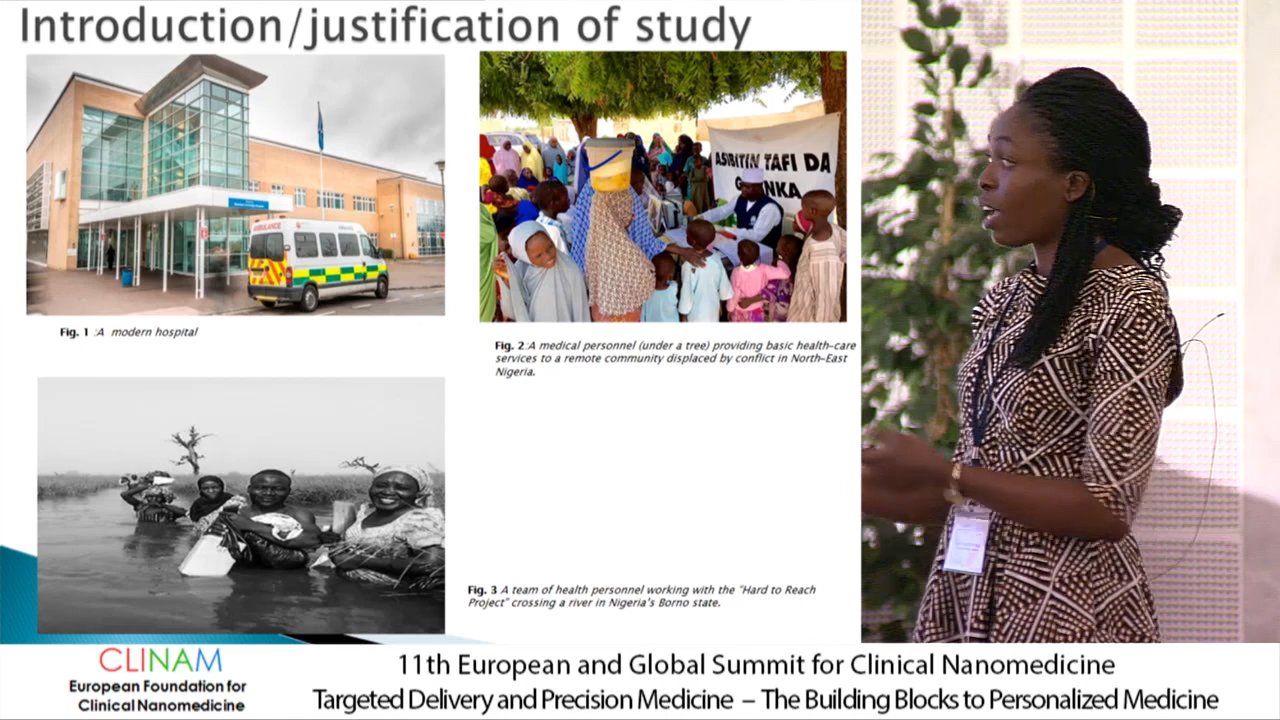 Introduction/justification of study
AMBULANCE
Fig. 1 :A modern hospital
ASIBITIN TAFI DA
GIDANKA
Fig. 2:A medical personnel (under a tree) providing basic health-care
services to a remote community displaced by conflict in North-East
Nigeria.
Fig. 3 A team of health personnel working with the “Hard to Reach
Project” crossing a river in Nigeria's Borno state.
CLINAM
European Foundation for
Clinical Nanomedicine
11th European and Global Summit for Clinical Nanomedicine
Targeted Delivery and Precision Medicine – The Building Blocks to Personalized Medicine